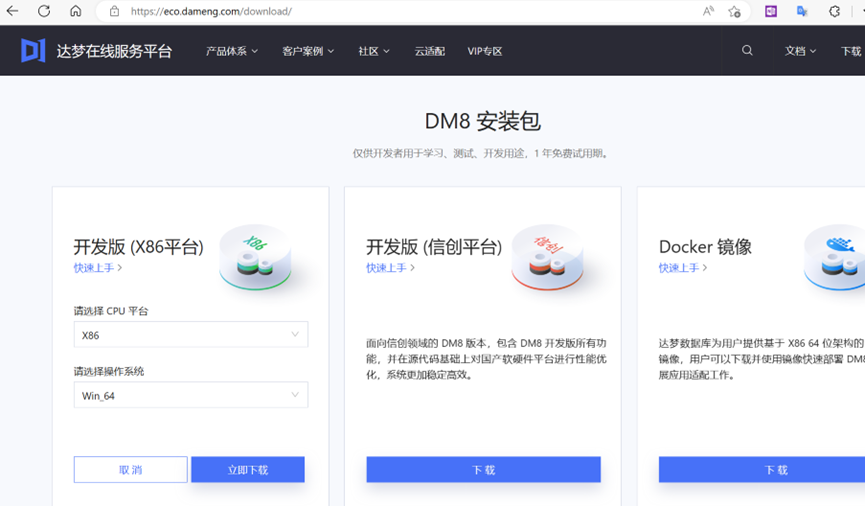 https://eco.dameng.com/download/
达梦在线服务平台
产品体系
客户案例
社区
云适配
VIP专区
文档
下载
DM8 安装包
仅供开发者用于学习、测试、开发用途，1 年免费试用期。
开发版 (X86平台)
X86
快速上手
请选择 CPU 平台
X86
请选择操作系统
Win_64
取 消
立即下载
开发版 (信创平台)
信创
快速上手
面向信创领域的 DM8 版本，包含 DM8 开发版所有功
能，并在源代码基础上对国产软硬件平台进行性能优
化，系统更加稳定高效。
下 载
Docker 镜像
快速上手
达梦数据库为用户提供基于 X86 64 位架构的
镜像，用户可以下载并使用镜像快速部署 DM8
展应用适配工作。
下 载